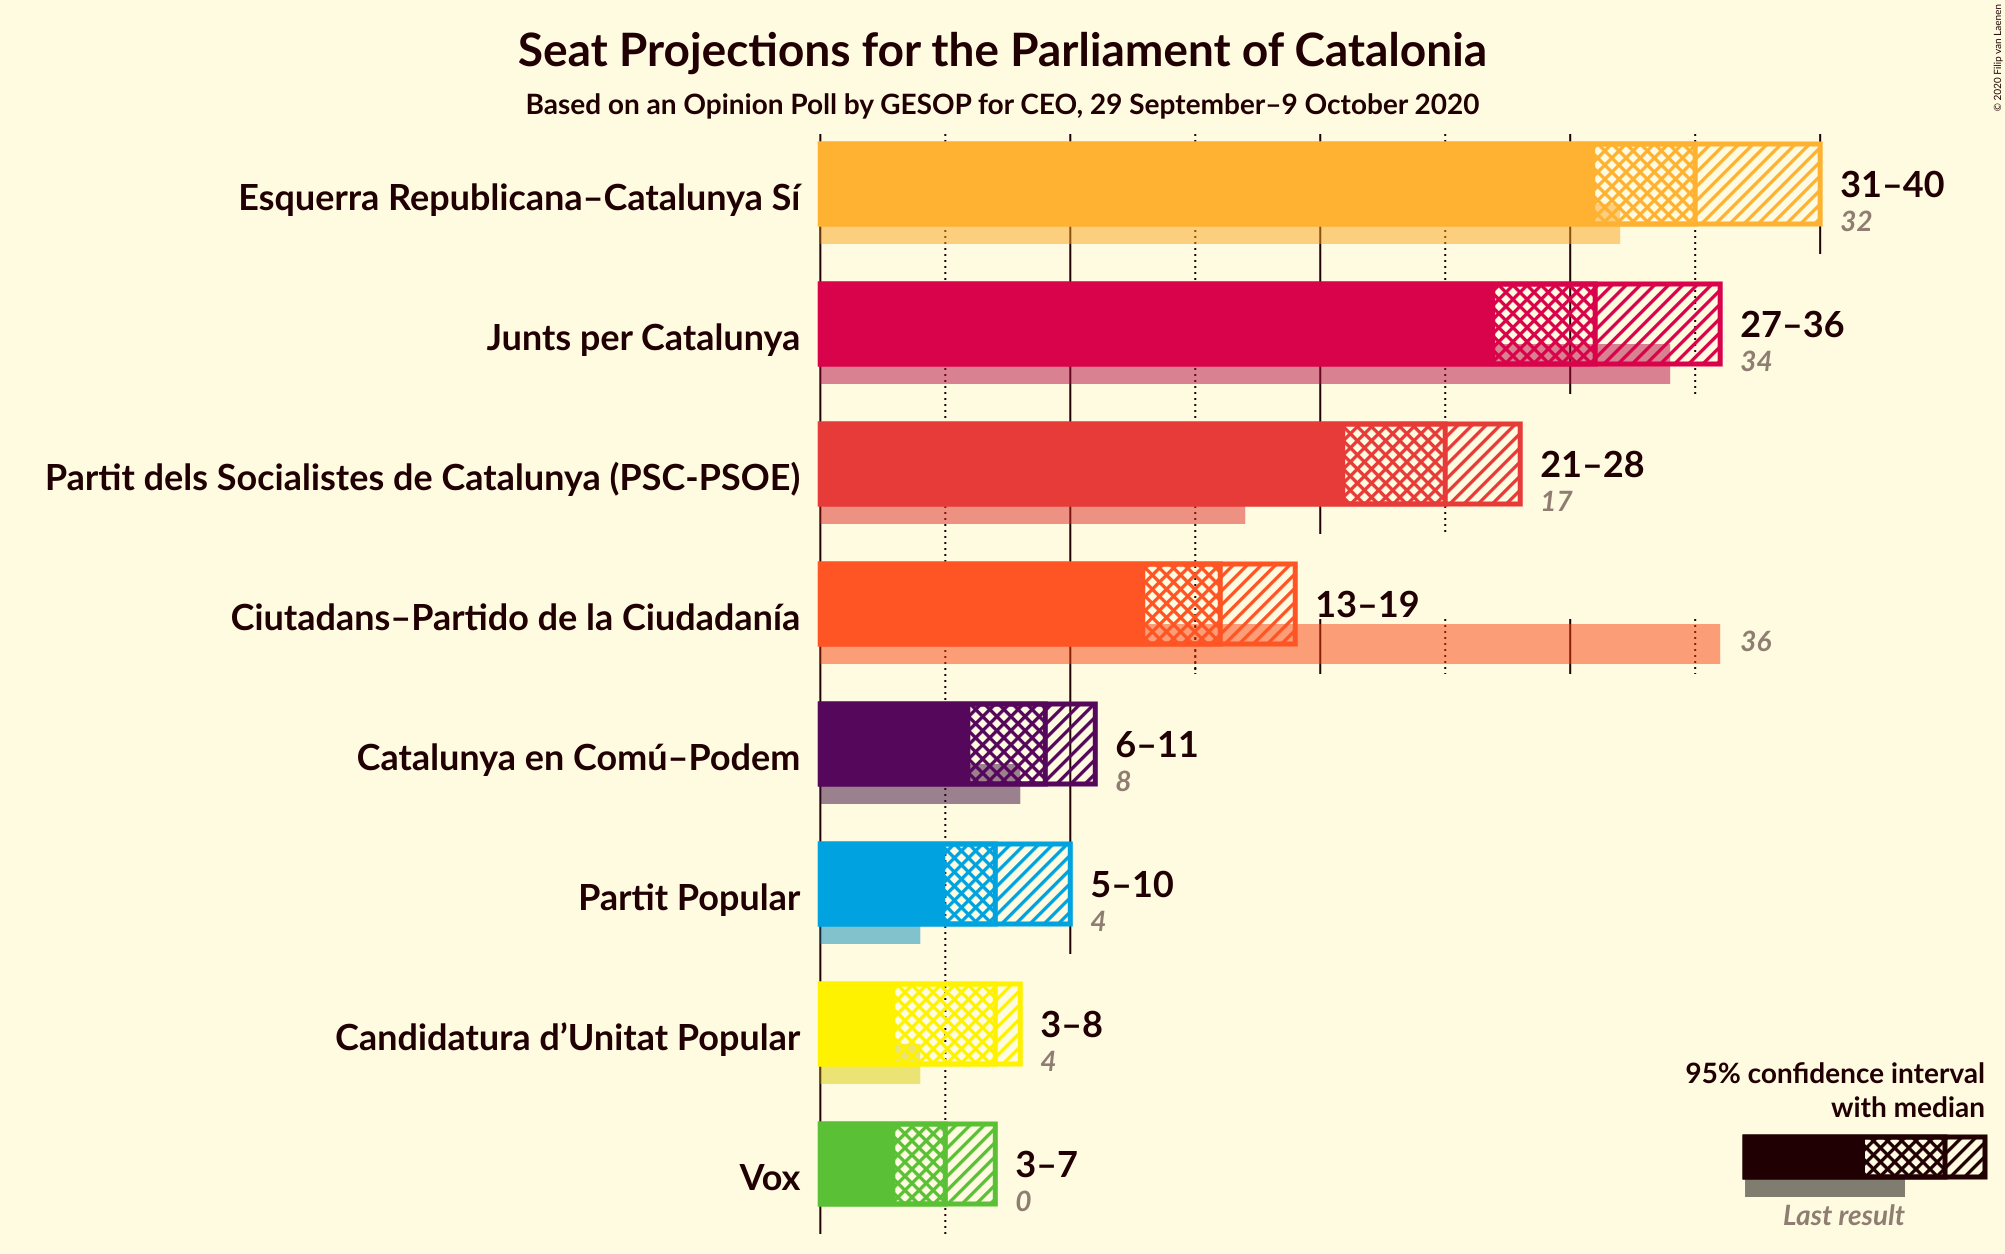 Seat Projections for the Parliament of Catalonia
Based on an Opinion Poll by GESOP for CEO, 29 September–9 October 2020
© 2020 Filip van Laenen
Esquerra Republicana–Catalunya Sí
31–40
32
Junts per Catalunya
27–36
34
Partit dels Socialistes de Catalunya (PSC-PSOE)
21–28
17
Ciutadans–Partido de la Ciudadanía
13–19
36
Catalunya en Comú–Podem
6–11
8
Partit Popular
5–10
4
Candidatura d’Unitat Popular
3–8
4
Vox
3–7
0
95% confidence interval
with median
Last result